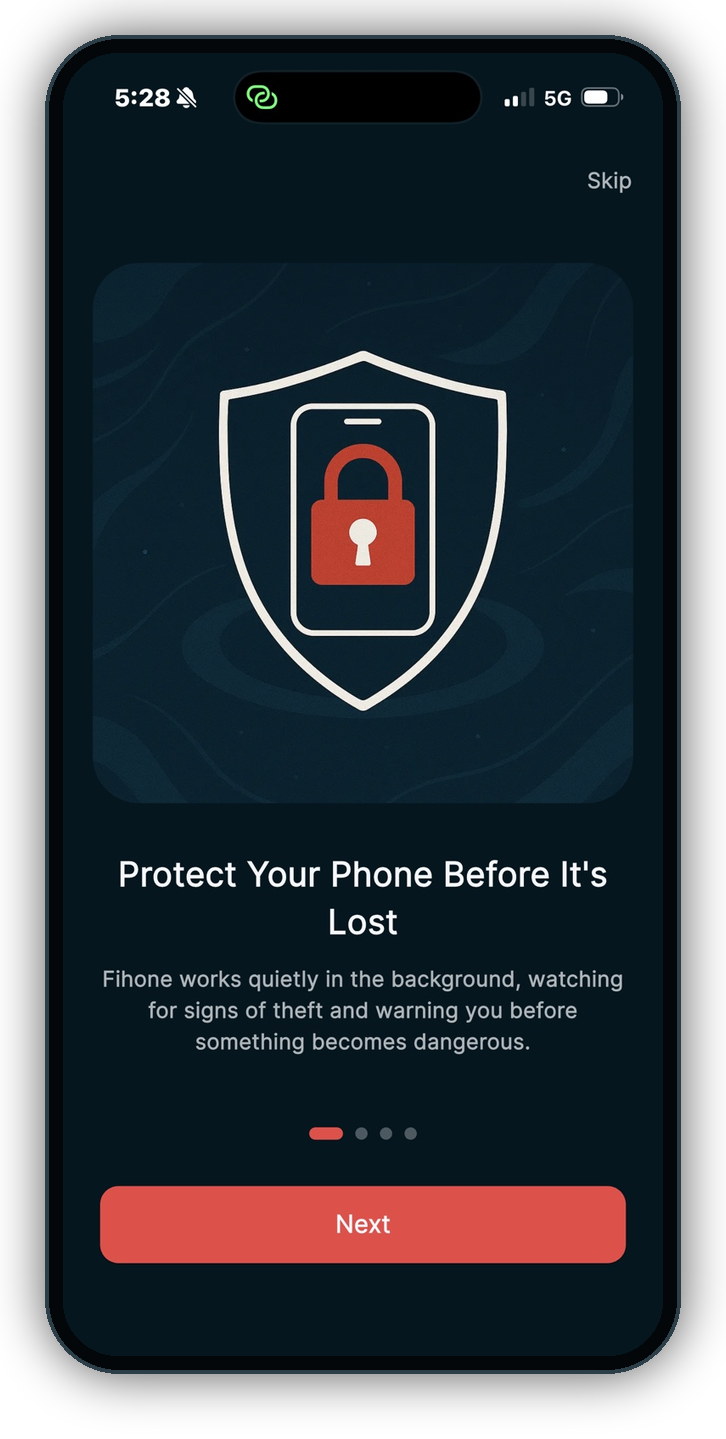 5:28
5G
Skip
Protect Your Phone Before It's
Lost
Fihone works quietly in the background, watching
for signs of theft and warning you before
something becomes dangerous.
Next